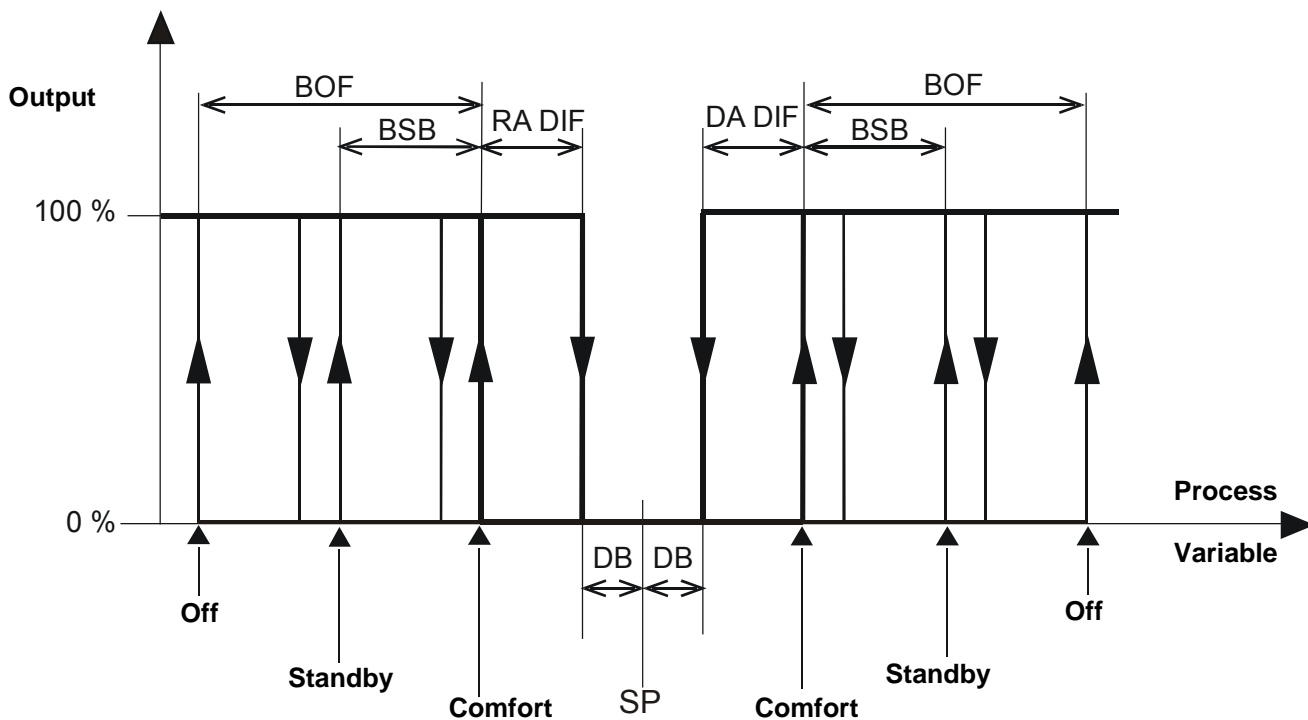 Output
BOF
BOF
BSB
RA DIF
DA DIF
BSB
100 %
0 %
Process
Variable
DB
DB
Off
Off
Standby
Standby
Comfort
SP
Comfort